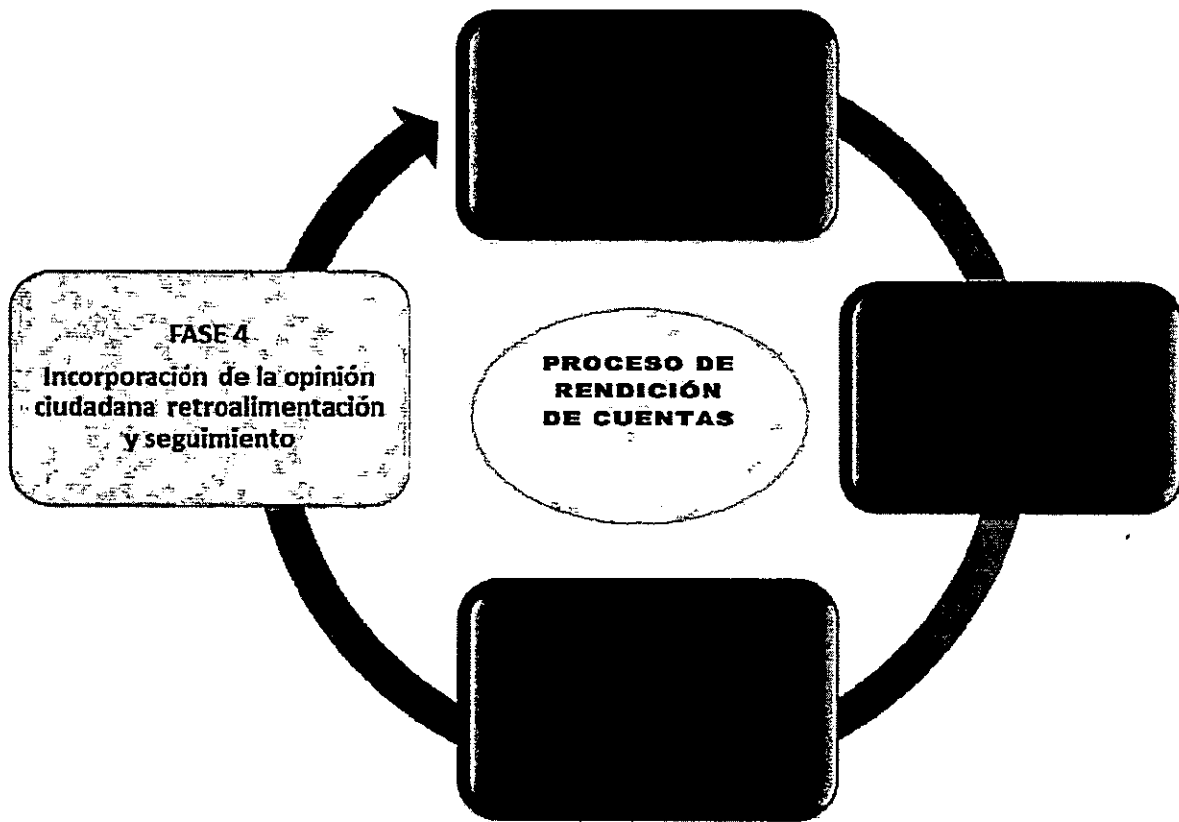 FASE 4
Incorporación de la opinión
ciudadana retroalimentación
y seguimiento
PROCESO DE
RENDICIÓN
DE CUENTAS